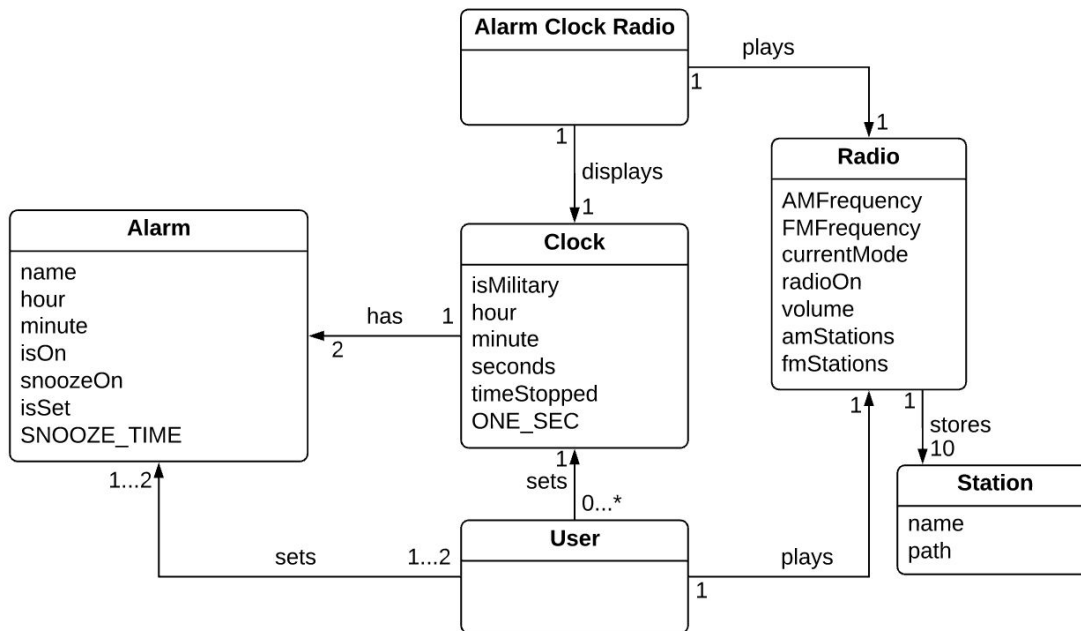 Alarm Clock Radio
plays
1
1
1
displays
1
Radio
AMFrequency
FMFrequency
currentMode
radioOn
volume
amStations
fmStations
Alarm
name
hour
minute
isOn
snoozeOn
isSet
SNOOZE_TIME
has
1
2
Clock
isMilitary
hour
minute
seconds
timeStopped
ONE_SEC
1
1
stores
10
Station
name
path
1...2
1
sets
0...*
User
sets
1...2
plays
1